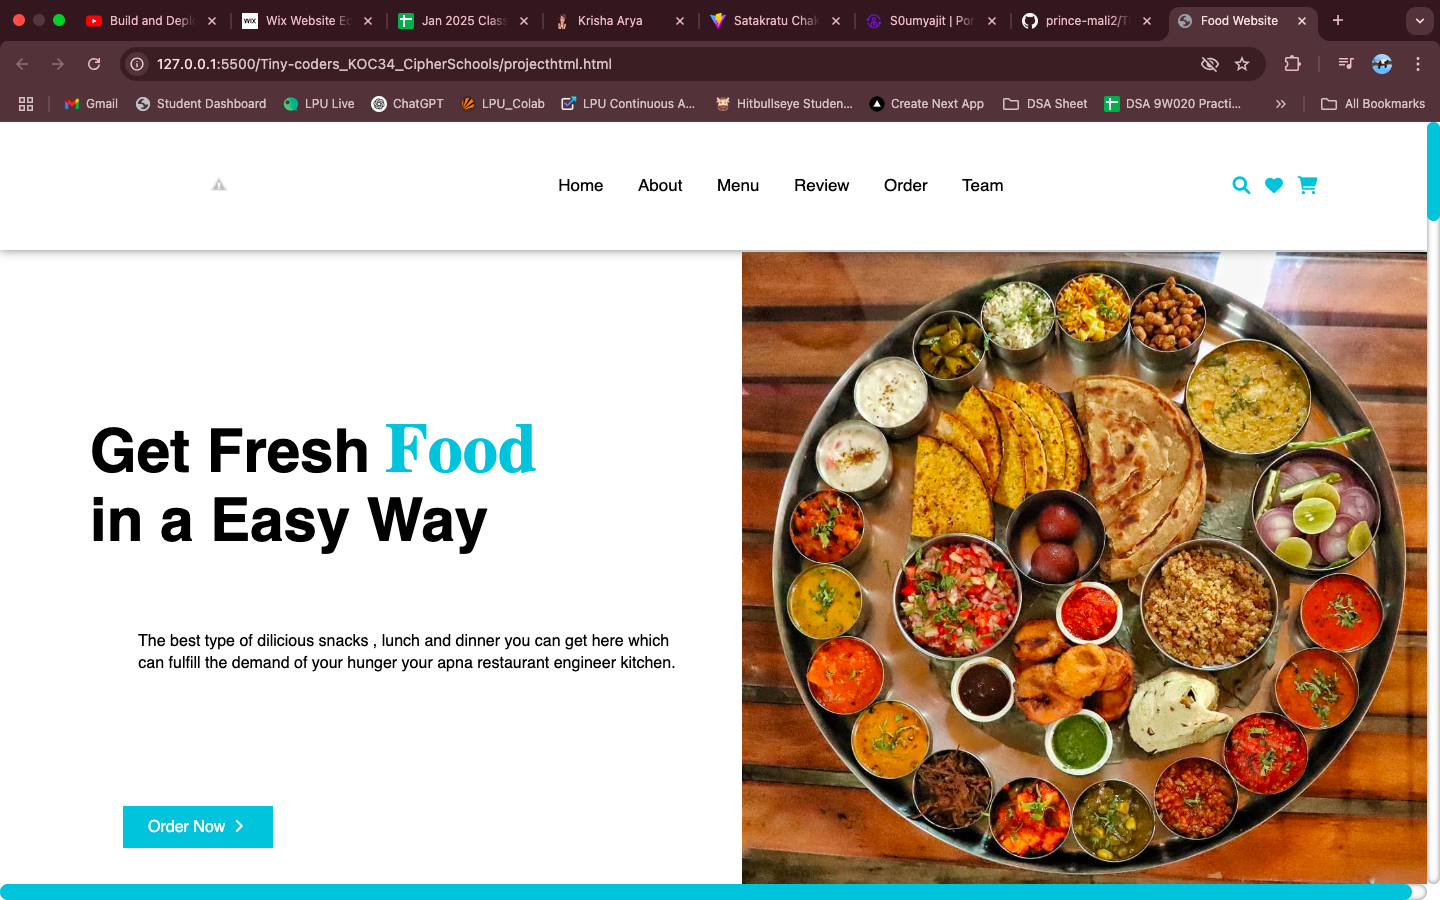 Build and Depl
Wix Website Ed
Jan 2025 Class
Krisha Arya
Satakratu Chak
S0umyajit | Por
prince-mali2/Ti
Food Website
127.0.0.1:5500/Tiny-coders_KOC34_CipherSchools/projecthtml.html
Gmail
Student Dashboard
LPU Live
ChatGPT
LPU_Colab
LPU Continuous A...
Hitbullseye Studen...
Create Next App
DSA Sheet
DSA 9W020 Practi...
All Bookmarks
Home
About
Menu
Review
Order
Team
Get Fresh Food
in a Easy Way
The best type of dilicious snacks , lunch and dinner you can get here which
can fulfill the demand of your hunger your apna restaurant engineer kitchen.
Order Now